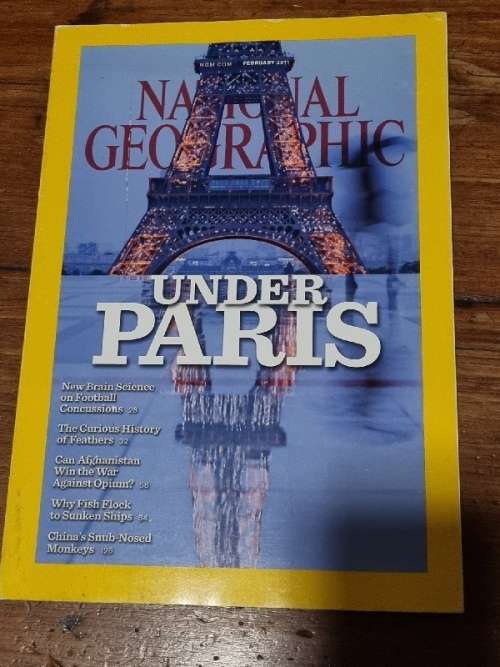 NGM.COM FEBRUARY 2011
NATIONAL
GEOGRAPHIC
UNDER
PARIS
New Brain Science
on Football
Concussions 28
The Curious History
of Feathers 32
Can Afghanistan
Win the War
Against Opium? 58
Why Fish Flock
to Sunken Ships 84
China's Snub-Nosed
Monkeys